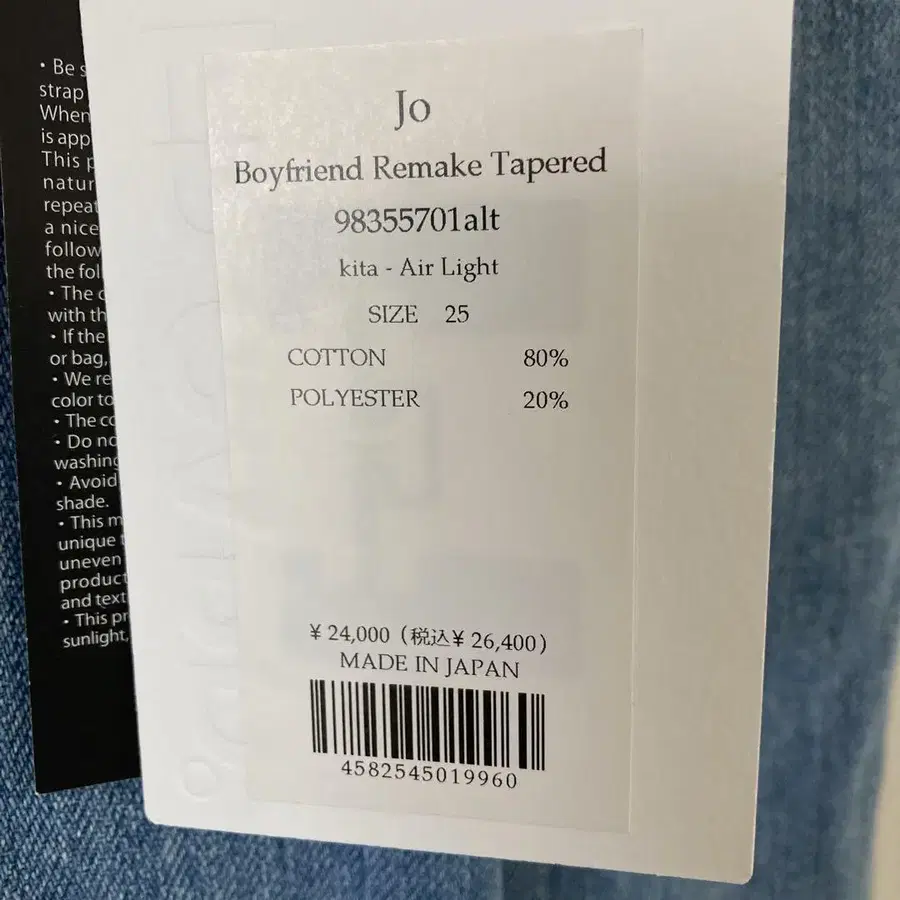 • Be
strap
When
is app
This
natur
repeat
a nice
follow
the fol
• The
with th
• If the
or bag,
• We re
color to
• The
• Do
washing
• Avoid
shade.
• This
unique
uneven
product
and text
• This
sunlight,
Jo
Boyfriend Remake Tapered
98355701alt
kita - Air Light
SIZE 25
COTTON 80%
POLYESTER 20%
¥ 24,000 (税込¥ 26,400)
MADE IN JAPAN
4582545019960